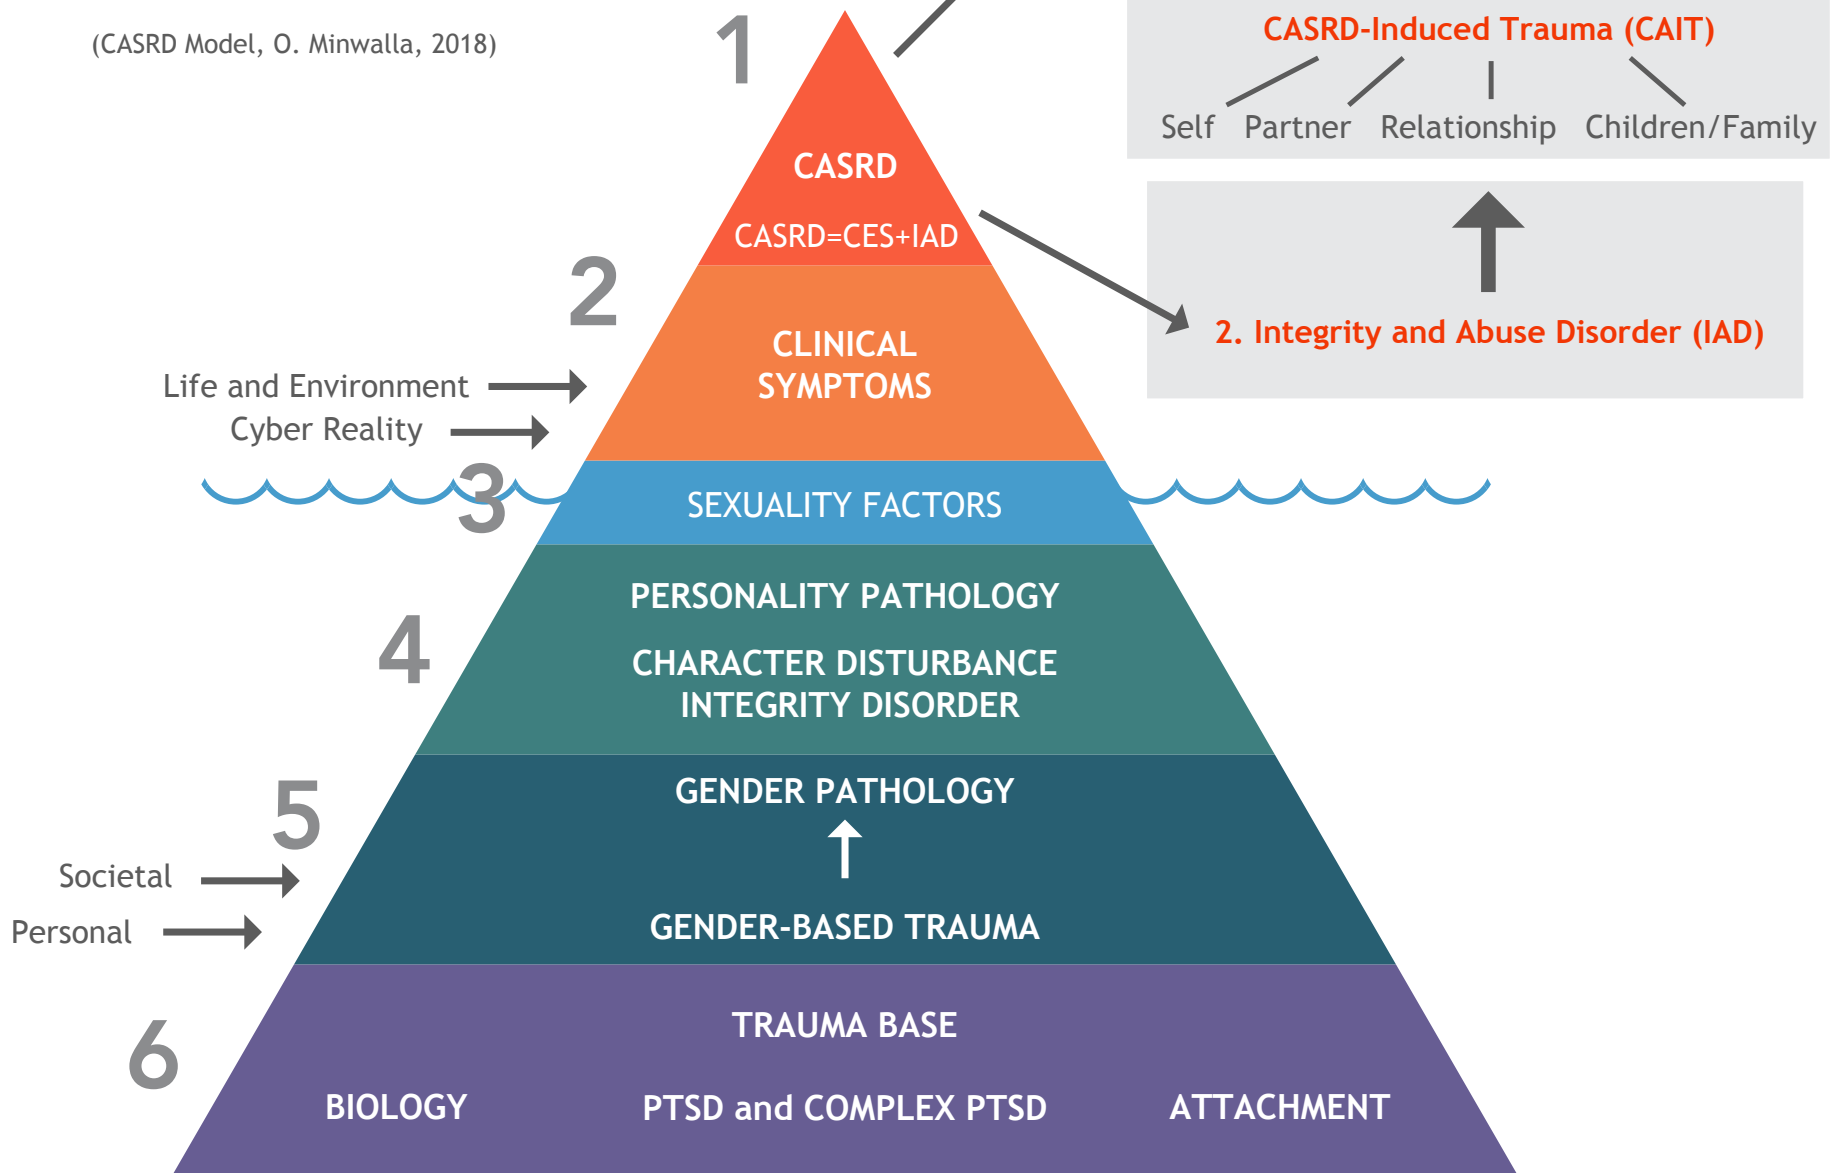 (CASRD Model, O. Minwalla, 2018)
1
CASRD-Induced Trauma (CAIT)
Self Partner Relationship Children/Family
CASRD
CASRD=CES+IAD
2
2. Integrity and Abuse Disorder (IAD)
CLINICAL
SYMPTOMS
Life and Environment
Cyber Reality
3
SEXUALITY FACTORS
4
PERSONALITY PATHOLOGY
CHARACTER DISTURBANCE
INTEGRITY DISORDER
5
GENDER PATHOLOGY
Societal
Personal
GENDER-BASED TRAUMA
6
TRAUMA BASE
BIOLOGY
PTSD and COMPLEX PTSD
ATTACHMENT